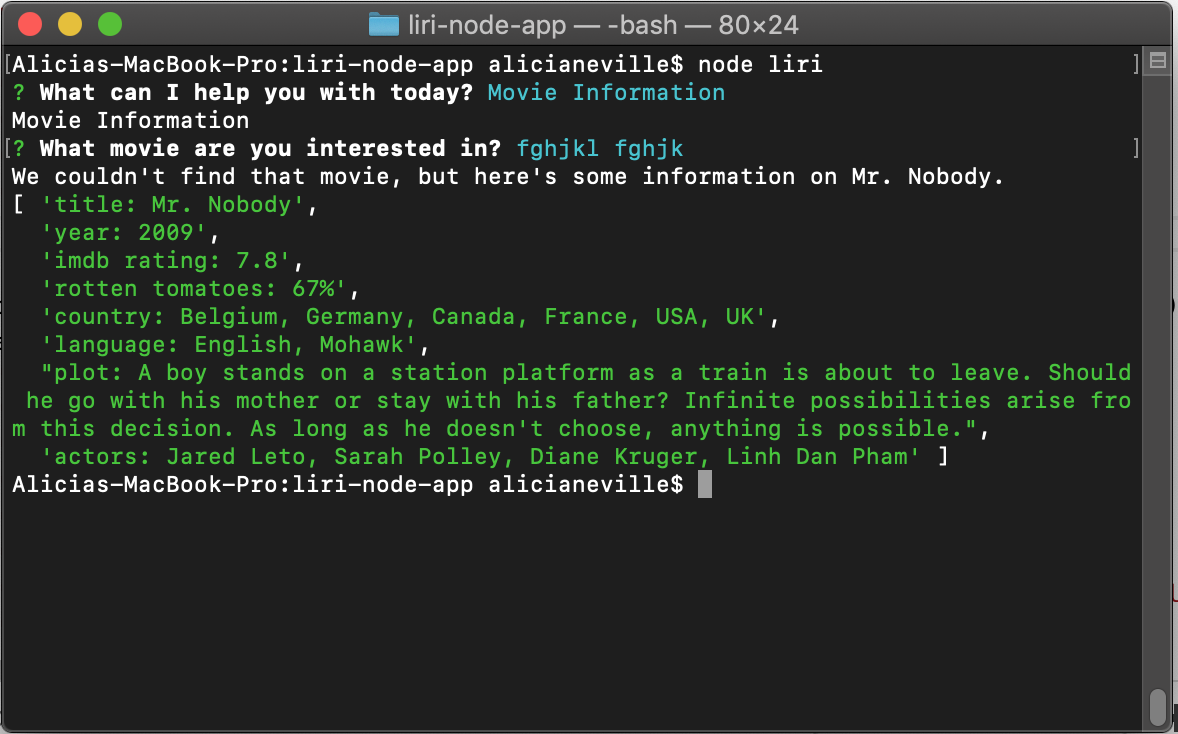 liri-node-app — -bash — 80×24
[Alicias-MacBook-Pro:liri-node-app alicianeville$ node liri ]
? What can I help you with today? Movie Information
Movie Information
[? What movie are you interested in? fghjkl fghjk ]
We couldn't find that movie, but here's some information on Mr. Nobody.
[ 'title: Mr. Nobody',
'year: 2009',
'imdb rating: 7.8',
'rotten tomatoes: 67%',
'country: Belgium, Germany, Canada, France, USA, UK',
'language: English, Mohawk',
"plot: A boy stands on a station platform as a train is about to leave. Should
he go with his mother or stay with his father? Infinite possibilities arise fro
m this decision. As long as he doesn't choose, anything is possible.",
'actors: Jared Leto, Sarah Polley, Diane Kruger, Linh Dan Pham' ]
Alicias-MacBook-Pro:liri-node-app alicianeville$